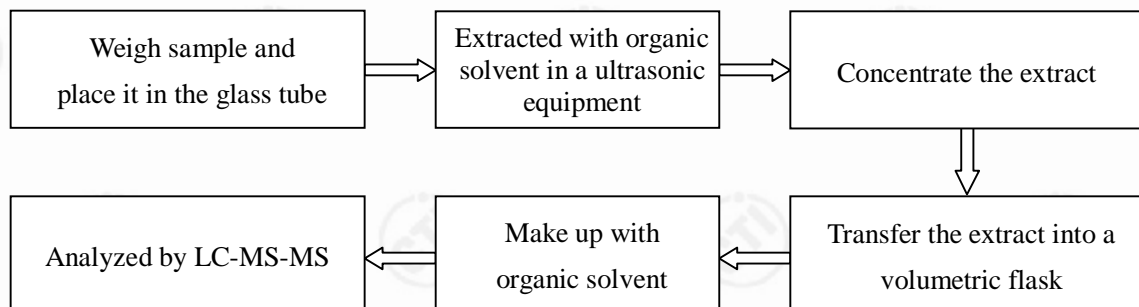 Weigh sample and
place it in the glass tube
Extracted with organic
solvent in a ultrasonic
equipment
Concentrate the extract
Transfer the extract into a
volumetric flask
Make up with
organic solvent
Analyzed by LC-MS-MS